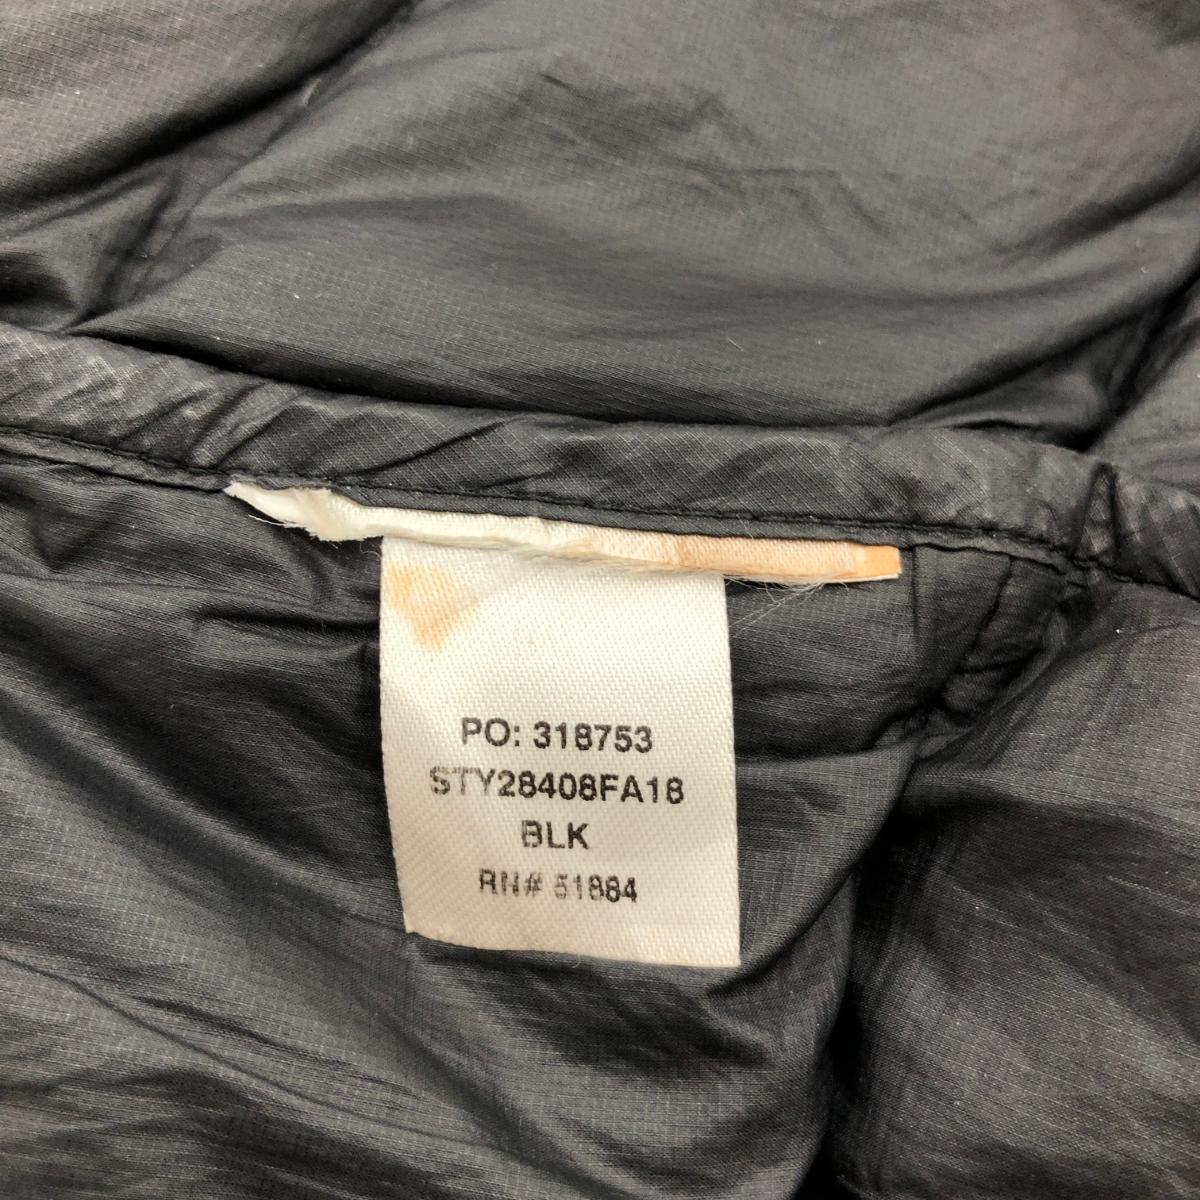 PO: 318753
STY28408FA18
BLK
RN# 51884